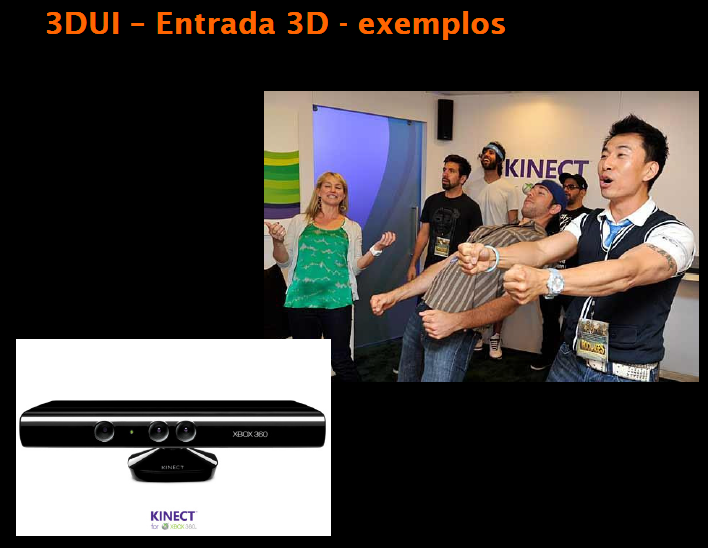 3DUI – Entrada 3D - exemplos
KINECT
XBOX 360
KINECT
KINECT
for XBOX 360.